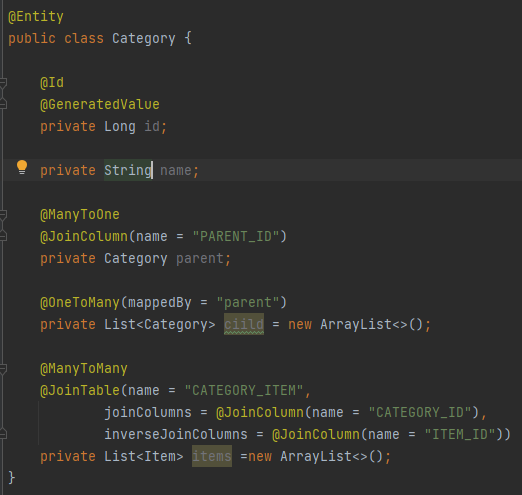 @Entity
public class Category {
@Id
@GeneratedValue
private Long id;
private String name;
@ManyToOne
@JoinColumn(name = "PARENT_ID")
private Category parent;
@OneToMany(mappedBy = "parent")
private List<Category> ciild = new ArrayList<>();
@ManyToMany
@JoinTable(name = "CATEGORY_ITEM",
joinColumns = @JoinColumn(name = "CATEGORY_ID"),
inverseJoinColumns = @JoinColumn(name = "ITEM_ID"))
private List<Item> items =new ArrayList<>();
}